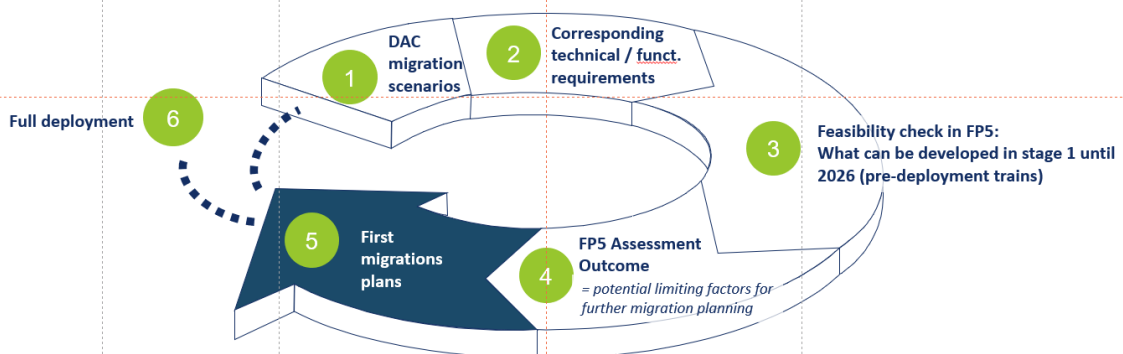 1
DAC
migration
scenarios
2
Corresponding
technical / funct.
requirements
3
Feasibility check in FP5:
What can be developed in stage 1 until
2026 (pre-deployment trains)
4
FP5 Assessment
Outcome
= potential limiting factors for
further migration planning
5
First
migrations
plans
6
Full deployment